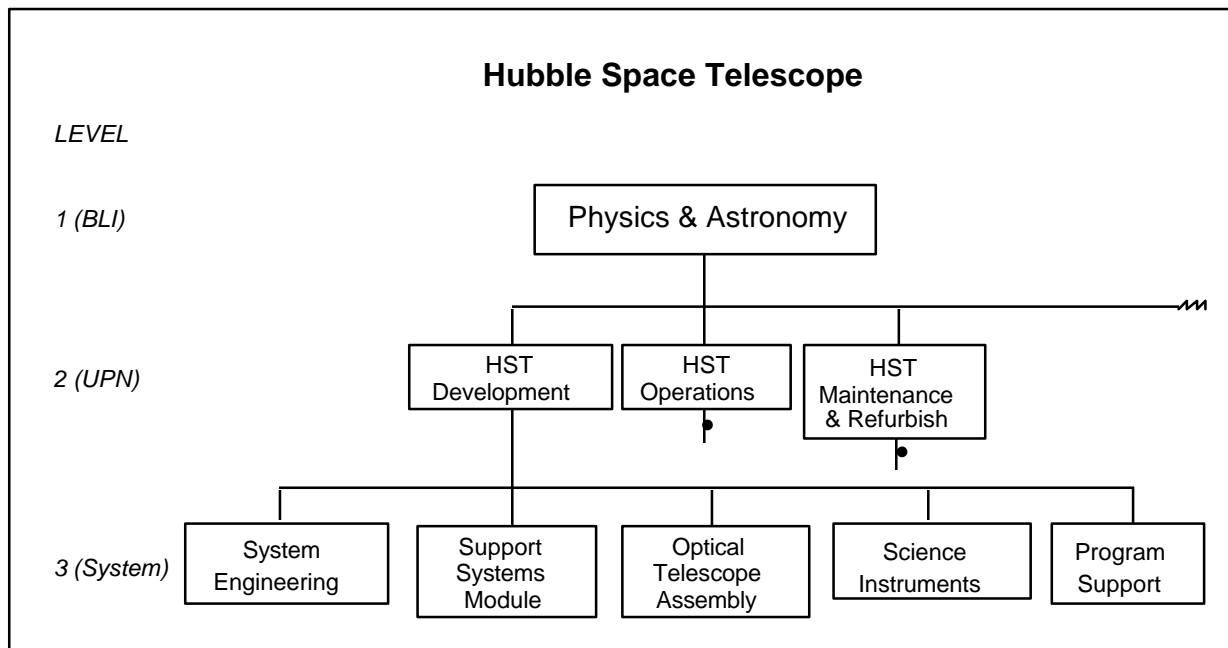 Hubble Space Telescope
LEVEL
1 (BLI)
Physics & Astronomy
2 (UPN)
HST
Development
HST
Operations
HST
Maintenance
& Refurbish
3 (System)
System
Engineering
Support
Systems
Module
Optical
Telescope
Assembly
Science
Instruments
Program
Support